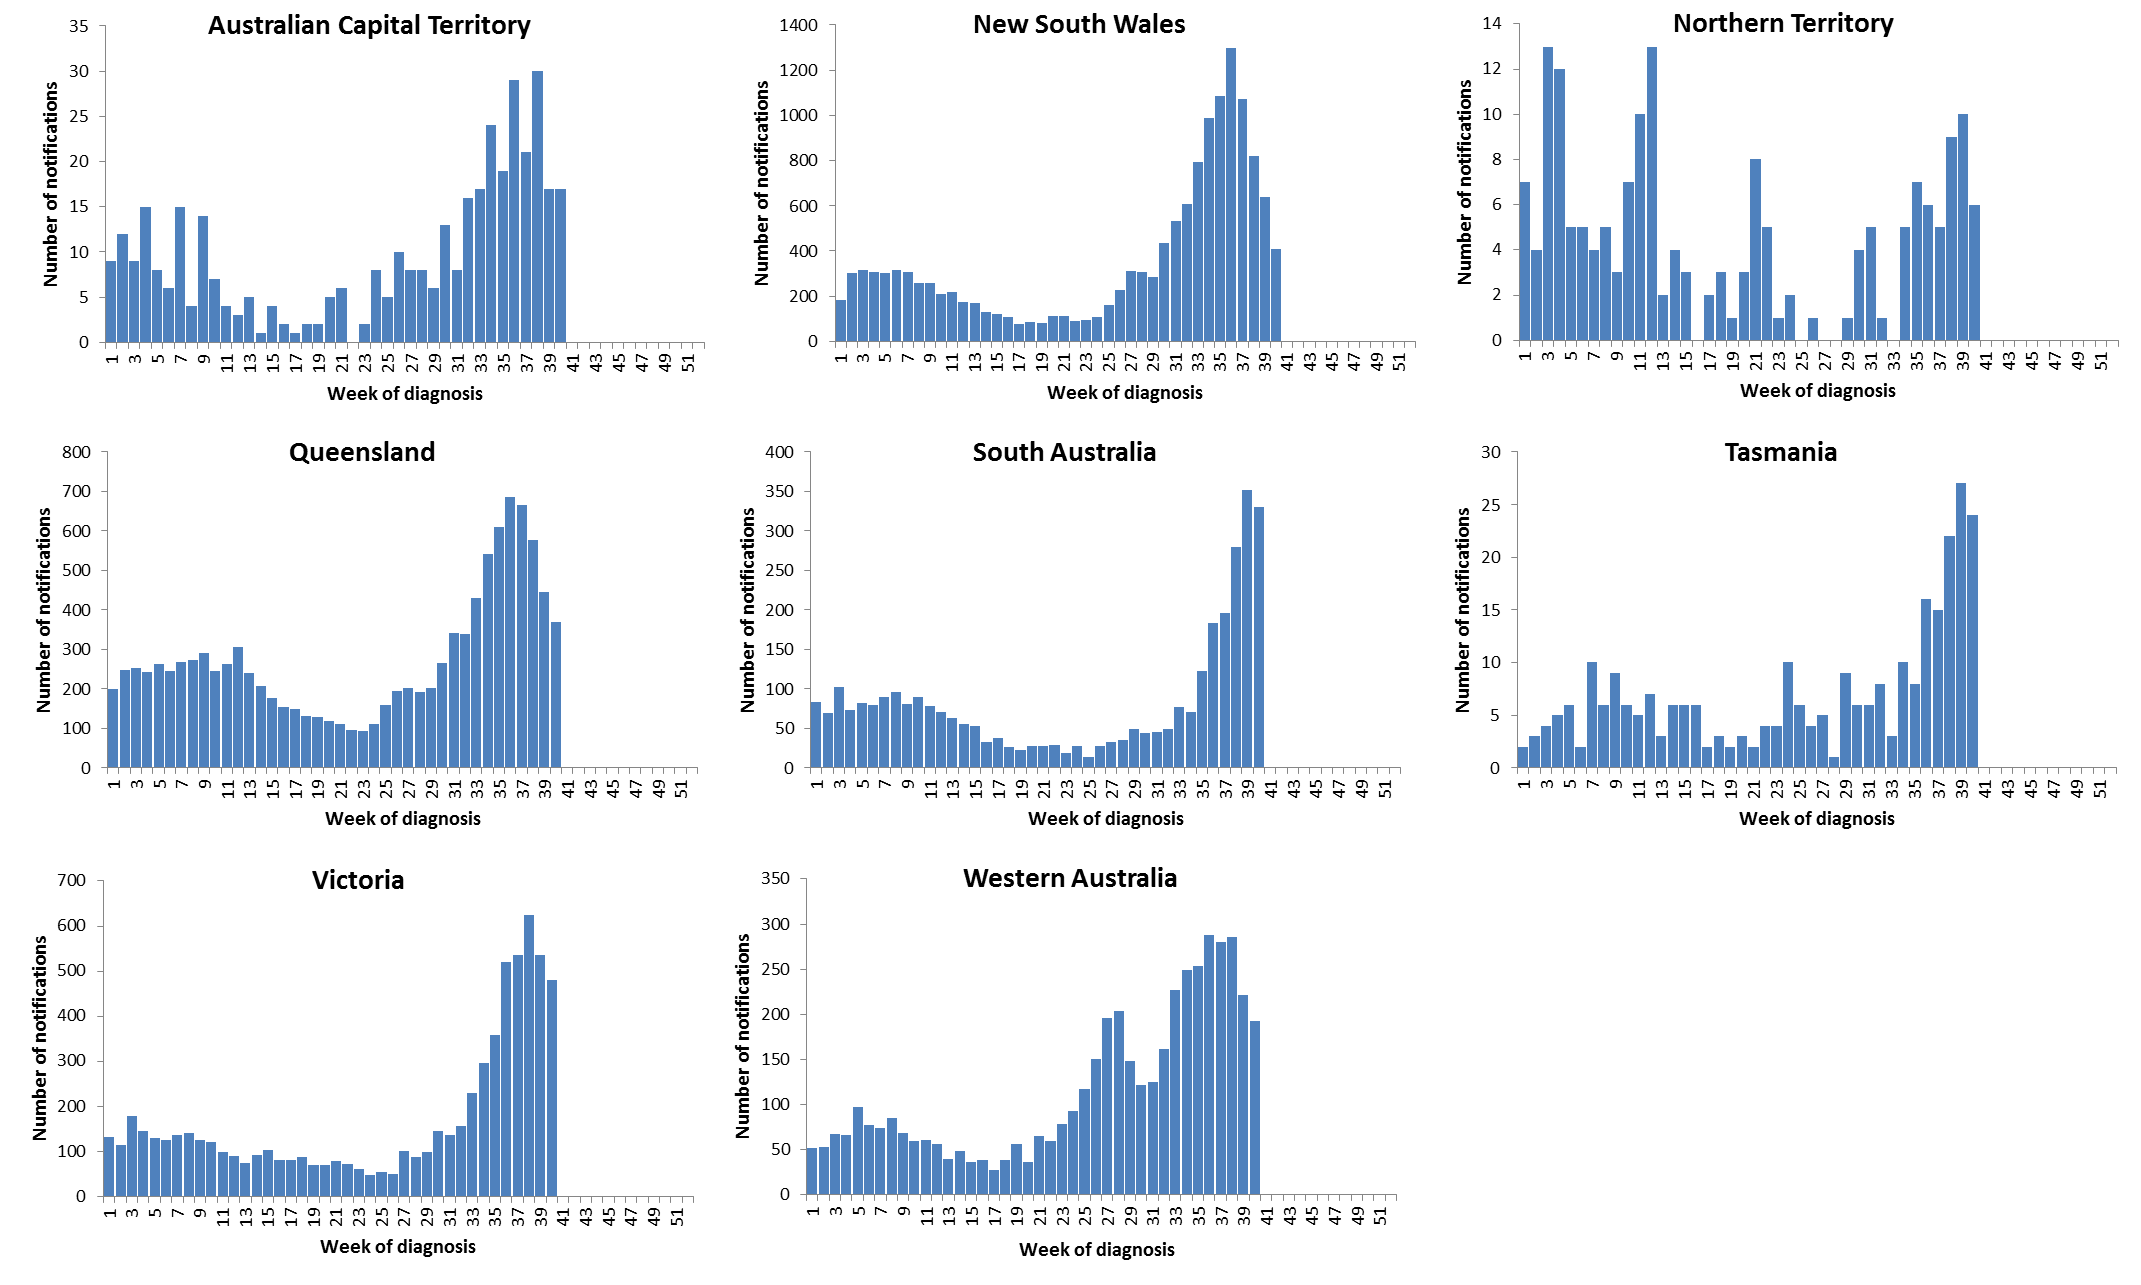 Australian Capital Territory
Number of notifications
35
30
25
20
15
10
5
0
1 3 5 7 9 11 13 15 17 19 21 23 25 27 29 31 33 35 37 39 41 43 45 47 49 51
Week of diagnosis
New South Wales
Number of notifications
1400
1200
1000
800
600
400
200
0
1 3 5 7 9 11 13 15 17 19 21 23 25 27 29 31 33 35 37 39 41 43 45 47 49 51
Week of diagnosis
Northern Territory
Number of notifications
14
12
10
8
6
4
2
0
1 3 5 7 9 11 13 15 17 19 21 23 25 27 29 31 33 35 37 39 41 43 45 47 49 51
Week of diagnosis
Queensland
Number of notifications
800
700
600
500
400
300
200
100
0
1 3 5 7 9 11 13 15 17 19 21 23 25 27 29 31 33 35 37 39 41 43 45 47 49 51
Week of diagnosis
South Australia
Number of notifications
400
350
300
250
200
150
100
50
0
1 3 5 7 9 11 13 15 17 19 21 23 25 27 29 31 33 35 37 39 41 43 45 47 49 51
Week of diagnosis
Tasmania
Number of notifications
30
25
20
15
10
5
0
1 3 5 7 9 11 13 15 17 19 21 23 25 27 29 31 33 35 37 39 41 43 45 47 49 51
Week of diagnosis
Victoria
Number of notifications
700
600
500
400
300
200
100
0
1 3 5 7 9 11 13 15 17 19 21 23 25 27 29 31 33 35 37 39 41 43 45 47 49 51
Week of diagnosis
Western Australia
Number of notifications
350
300
250
200
150
100
50
0
1 3 5 7 9 11 13 15 17 19 21 23 25 27 29 31 33 35 37 39 41 43 45 47 49 51
Week of diagnosis